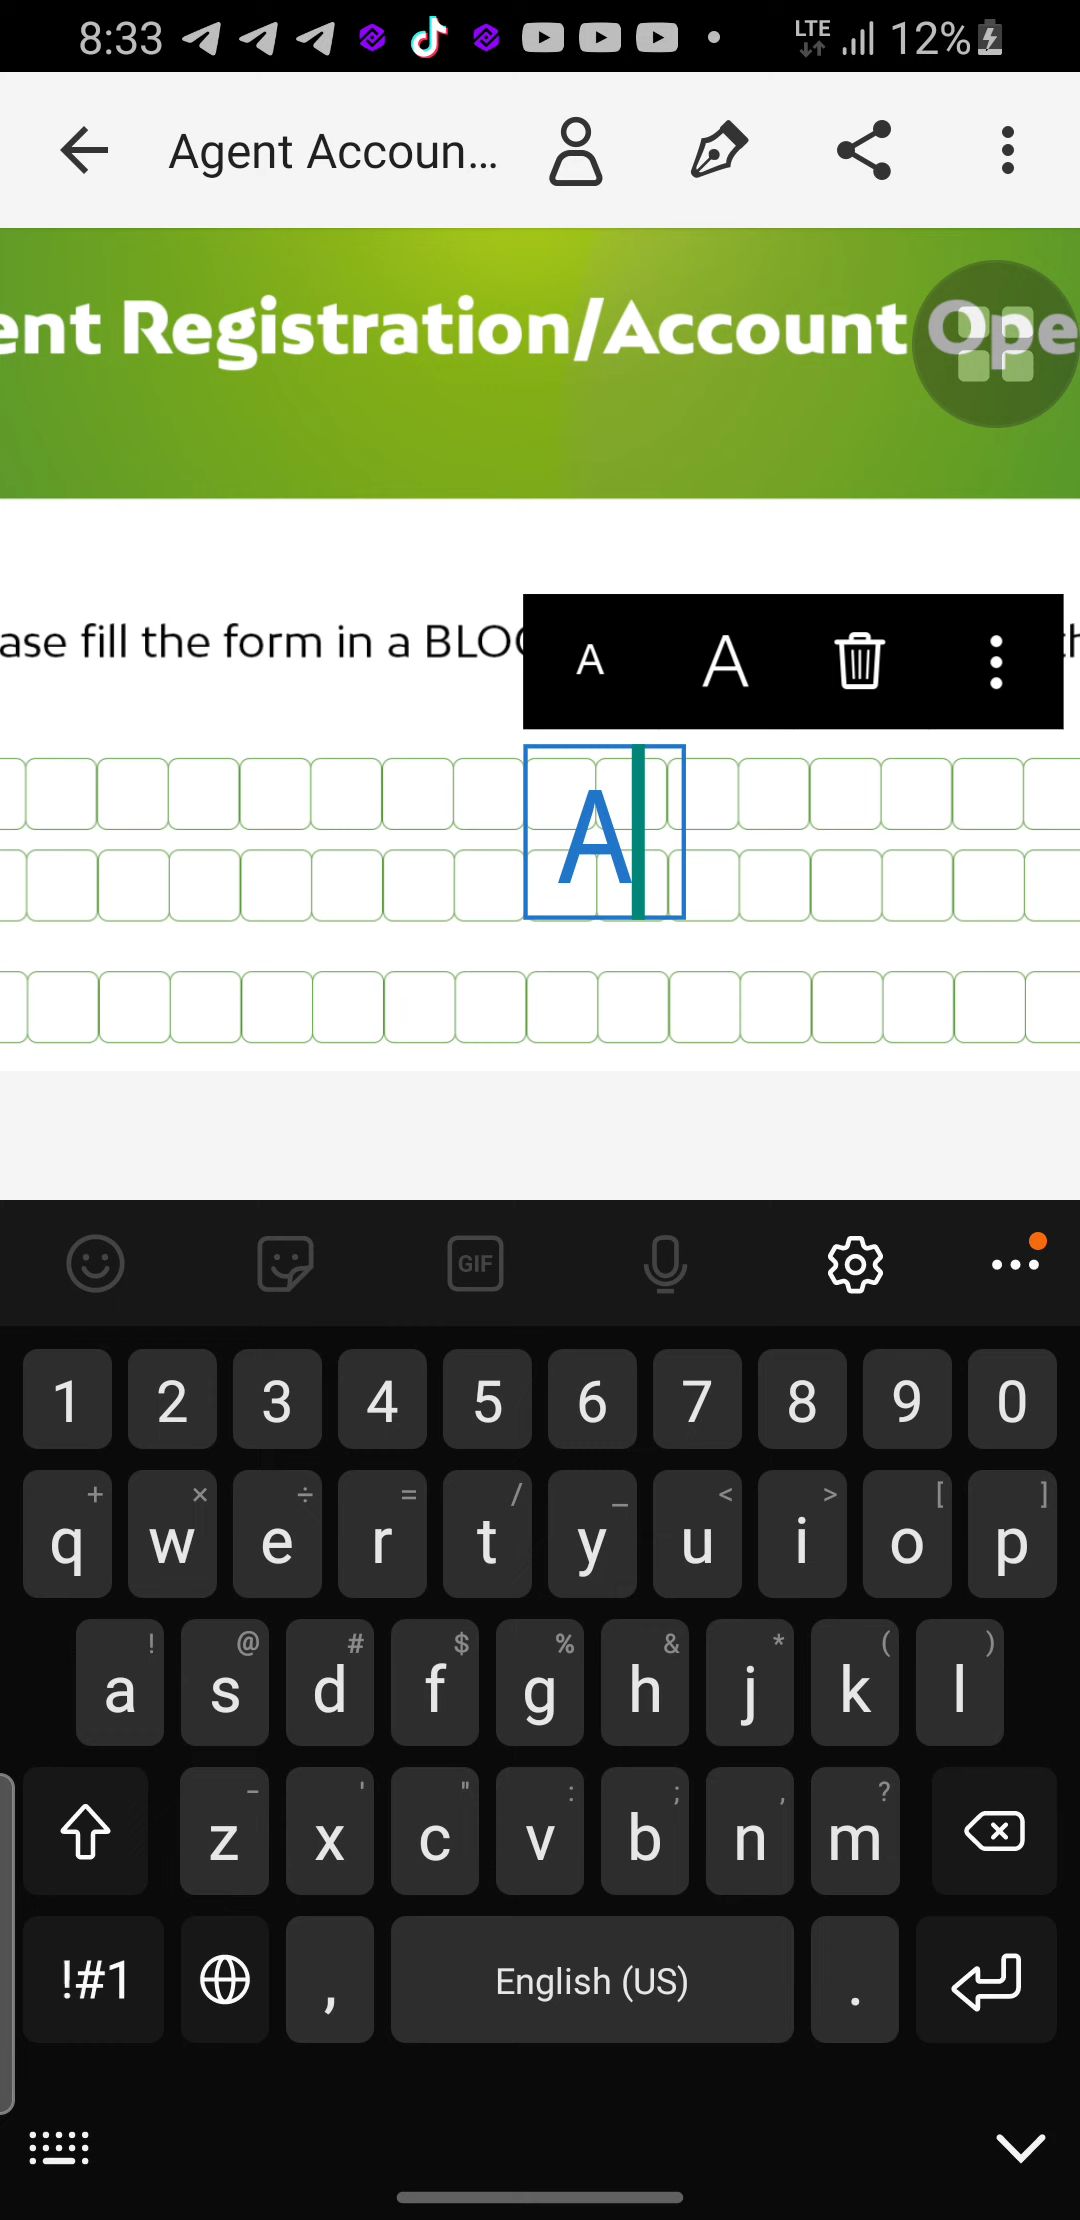 8:33 LTE 12%
Agent Accoun...
ent Registration/Account Ope
ase fill the form in a BLOC
A A
A
GIF
1 2 3 4 5 6 7 8 9 0
+ × ÷ = / _ < > [ ]
q w e r t y u i o p
! @ # $ % & * ( )
a s d f g h j k l
- ' " : ; , ?
z x c v b n m
!#1 , English (US) .